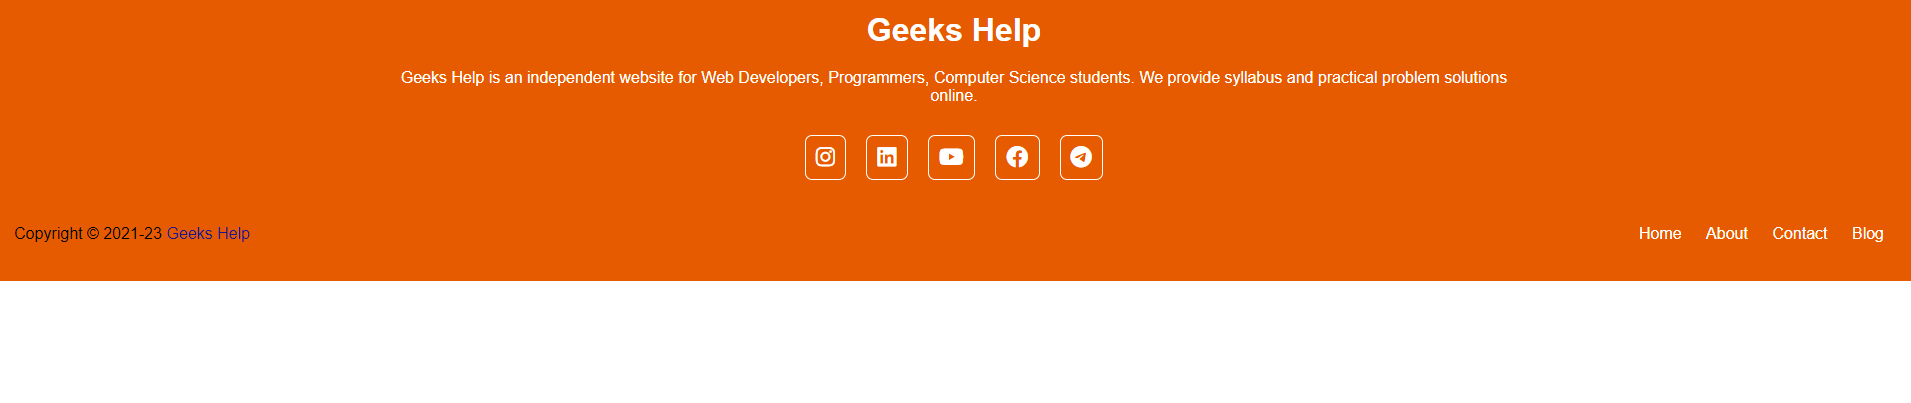 Geeks Help
Geeks Help is an independent website for Web Developers, Programmers, Computer Science students. We provide syllabus and practical problem solutions
online.
Copyright © 2021-23 Geeks Help
Home About Contact Blog